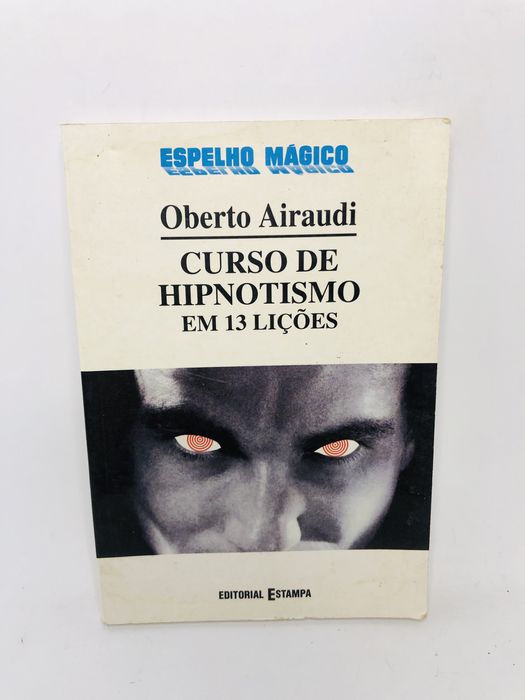 ESPELHO MÁGICO
Oberto Airaudi
CURSO DE
HIPNOTISMO
EM 13 LIÇÕES
EDITORIAL ESTAMPA